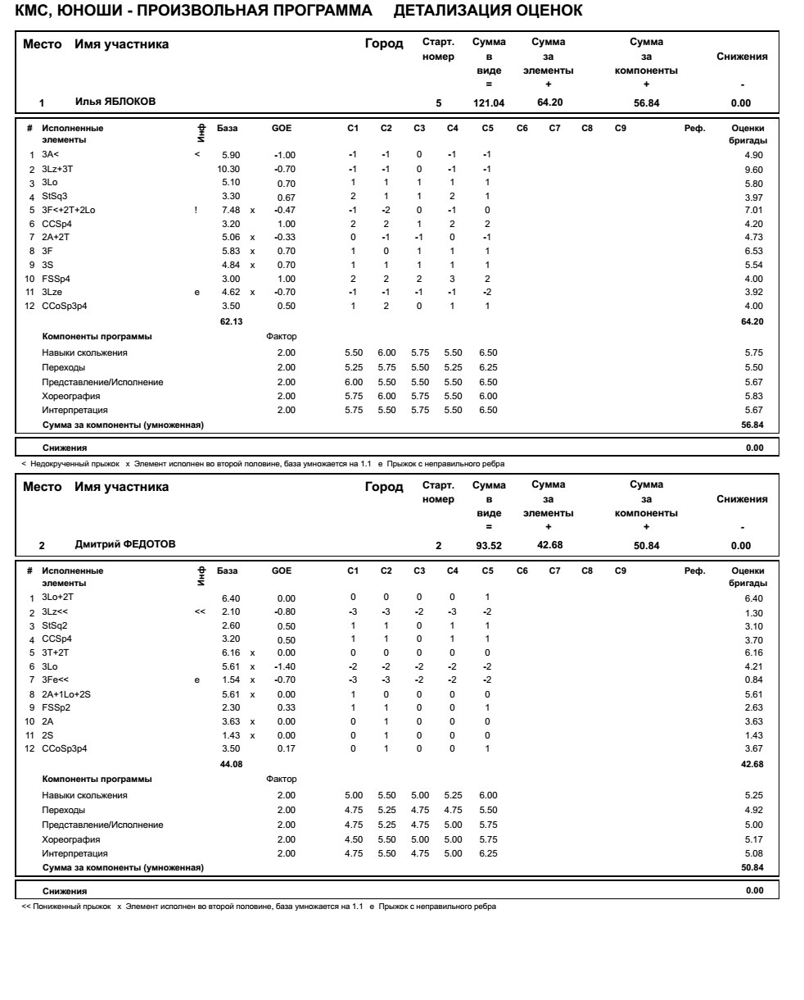 КМС, ЮНОШИ - ПРОИЗВОЛЬНАЯ ПРОГРАММА ДЕТАЛИЗАЦИЯ ОЦЕНОК
Место Имя участника Город Старт. номер Сумма в виде = Сумма за элементы + Сумма за компоненты + Снижения -
1 Илья ЯБЛОКОВ 5 121.04 64.20 56.84 0.00
# Исполненные элементы Инф База GOE C1 C2 C3 C4 C5 C6 C7 C8 C9 Реф. Оценки бригады
1 3A< < 5.90 -1.00 -1 -1 0 -1 -1 4.90
2 3Lz+3T 10.30 -0.70 -1 -1 0 -1 -1 9.60
3 3Lo 5.10 0.70 1 1 1 1 1 5.80
4 StSq3 3.30 0.67 2 1 1 2 1 3.97
5 3F<+2T+2Lo ! 7.48 x -0.47 -1 -2 0 -1 0 7.01
6 CCSp4 3.20 1.00 2 2 1 2 2 4.20
7 2A+2T 5.06 x -0.33 0 -1 -1 0 -1 4.73
8 3F 5.83 x 0.70 1 0 1 1 1 6.53
9 3S 4.84 x 0.70 1 1 1 1 1 5.54
10 FSSp4 3.00 1.00 2 2 2 3 2 4.00
11 3Lze e 4.62 x -0.70 -1 -1 -1 -1 -2 3.92
12 CCoSp3p4 3.50 0.50 1 2 0 1 1 4.00
62.13 64.20
Компоненты программы Фактор
Навыки скольжения 2.00 5.50 6.00 5.75 5.50 6.50 5.75
Переходы 2.00 5.25 5.75 5.50 5.25 6.25 5.50
Представление/Исполнение 2.00 6.00 5.50 5.50 5.50 6.50 5.67
Хореография 2.00 5.75 6.00 5.75 5.50 6.00 5.83
Интерпретация 2.00 5.75 5.50 5.75 5.50 6.50 5.67
Сумма за компоненты (умноженная) 56.84
Снижения 0.00
< Недокрученный прыжок x Элемент исполнен во второй половине, база умножается на 1.1 e Прыжок с неправильного ребра
Место Имя участника Город Старт. номер Сумма в виде = Сумма за элементы + Сумма за компоненты + Снижения -
2 Дмитрий ФЕДОТОВ 2 93.52 42.68 50.84 0.00
# Исполненные элементы Инф База GOE C1 C2 C3 C4 C5 C6 C7 C8 C9 Реф. Оценки бригады
1 3Lo+2T 6.40 0.00 0 0 0 0 1 6.40
2 3Lz<< << 2.10 -0.80 -3 -3 -2 -3 -2 1.30
3 StSq2 2.60 0.50 1 1 0 1 1 3.10
4 CCSp4 3.20 0.50 1 1 0 1 1 3.70
5 3T+2T 6.16 x 0.00 0 0 0 0 0 6.16
6 3Lo 5.61 x -1.40 -2 -2 -2 -2 -2 4.21
7 3Fe<< e 1.54 x -0.70 -3 -3 -2 -2 -2 0.84
8 2A+1Lo+2S 5.61 x 0.00 1 0 0 0 0 5.61
9 FSSp2 2.30 0.33 1 1 0 0 1 2.63
10 2A 3.63 x 0.00 0 1 0 0 0 3.63
11 2S 1.43 x 0.00 0 1 0 0 0 1.43
12 CCoSp3p4 3.50 0.17 0 1 0 0 1 3.67
44.08 42.68
Компоненты программы Фактор
Навыки скольжения 2.00 5.00 5.50 5.00 5.25 6.00 5.25
Переходы 2.00 4.75 5.25 4.75 4.75 5.50 4.92
Представление/Исполнение 2.00 4.75 5.25 4.75 5.00 5.75 5.00
Хореография 2.00 4.50 5.50 5.00 5.00 5.75 5.17
Интерпретация 2.00 4.75 5.50 4.75 5.00 6.25 5.08
Сумма за компоненты (умноженная) 50.84
Снижения 0.00
<< Пониженный прыжок x Элемент исполнен во второй половине, база умножается на 1.1 e Прыжок с неправильного ребра